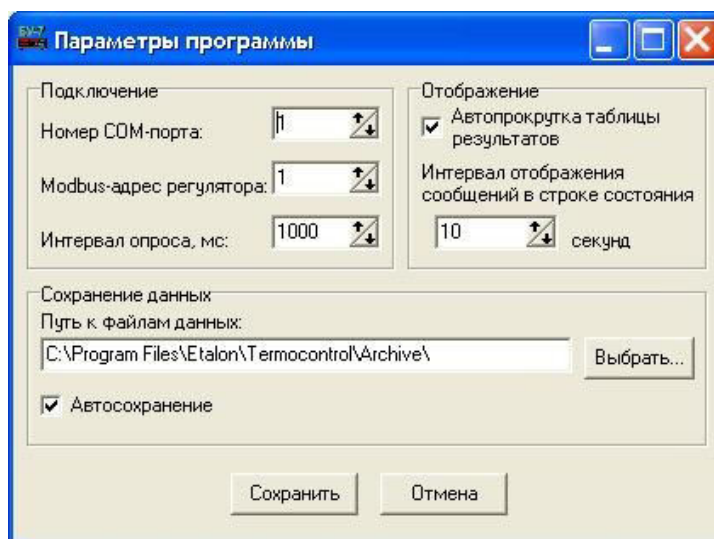 Параметры программы
Подключение
Номер COM-порта: 1
Modbus-адрес регулятора: 1
Интервал опроса, мс: 1000
Отображение
Автопрокрутка таблицы
результатов
Интервал отображения
сообщений в строке состояния
10 секунд
Сохранение данных
Путь к файлам данных:
C:\Program Files\Etalon\Termocontrol\Archive\
Выбрать...
Автосохранение
Сохранить Отмена